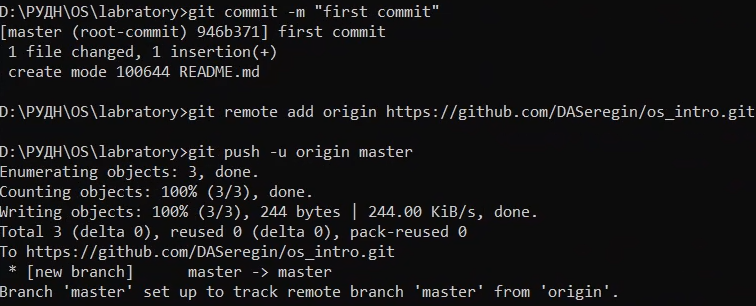 D:\РУДН\OS\labratory>git commit -m "first commit"
[master (root-commit) 946b371] first commit
 1 file changed, 1 insertion(+)
 create mode 100644 README.md
D:\РУДН\OS\labratory>git remote add origin https://github.com/DASeregin/os_intro.git
D:\РУДН\OS\labratory>git push -u origin master
Enumerating objects: 3, done.
Counting objects: 100% (3/3), done.
Writing objects: 100% (3/3), 244 bytes | 244.00 KiB/s, done.
Total 3 (delta 0), reused 0 (delta 0), pack-reused 0
To https://github.com/DASeregin/os_intro.git
 * [new branch]      master -> master
Branch 'master' set up to track remote branch 'master' from 'origin'.